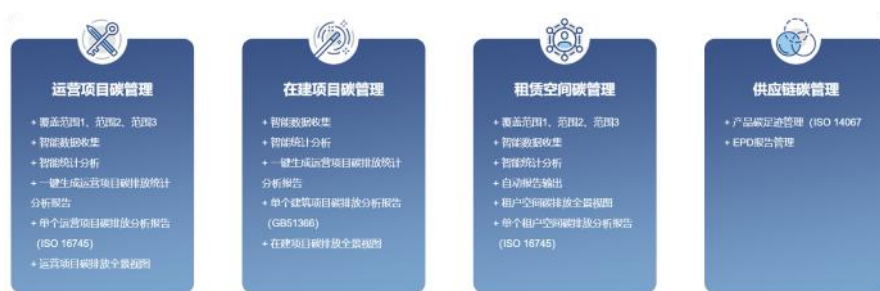 运营项目碳管理
+ 覆盖范围1、范围2、范围3
+ 智能数据收集
+ 智能统计分析
+ 一键生成运营项目碳排放统计
分析报告
+ 单个运营项目碳排放分析报告
(ISO 16745)
+ 运营项目碳排放全景视图
在建项目碳管理
+ 智能数据收集
+ 智能统计分析
+ 一键生成运营项目碳排放统计
分析报告
+ 单个建筑项目碳排放分析报告
(GB51366)
+ 在建项目碳排放全景视图
租赁空间碳管理
+ 覆盖范围1、范围2、范围3
+ 智能数据收集
+ 智能统计分析
+ 自动报告输出
+ 租户空间碳排放全景视图
+ 单个租户空间碳排放分析报告
(ISO 16745)
供应链碳管理
+ 产品碳足迹管理 (ISO 14067
+ EPD报告管理